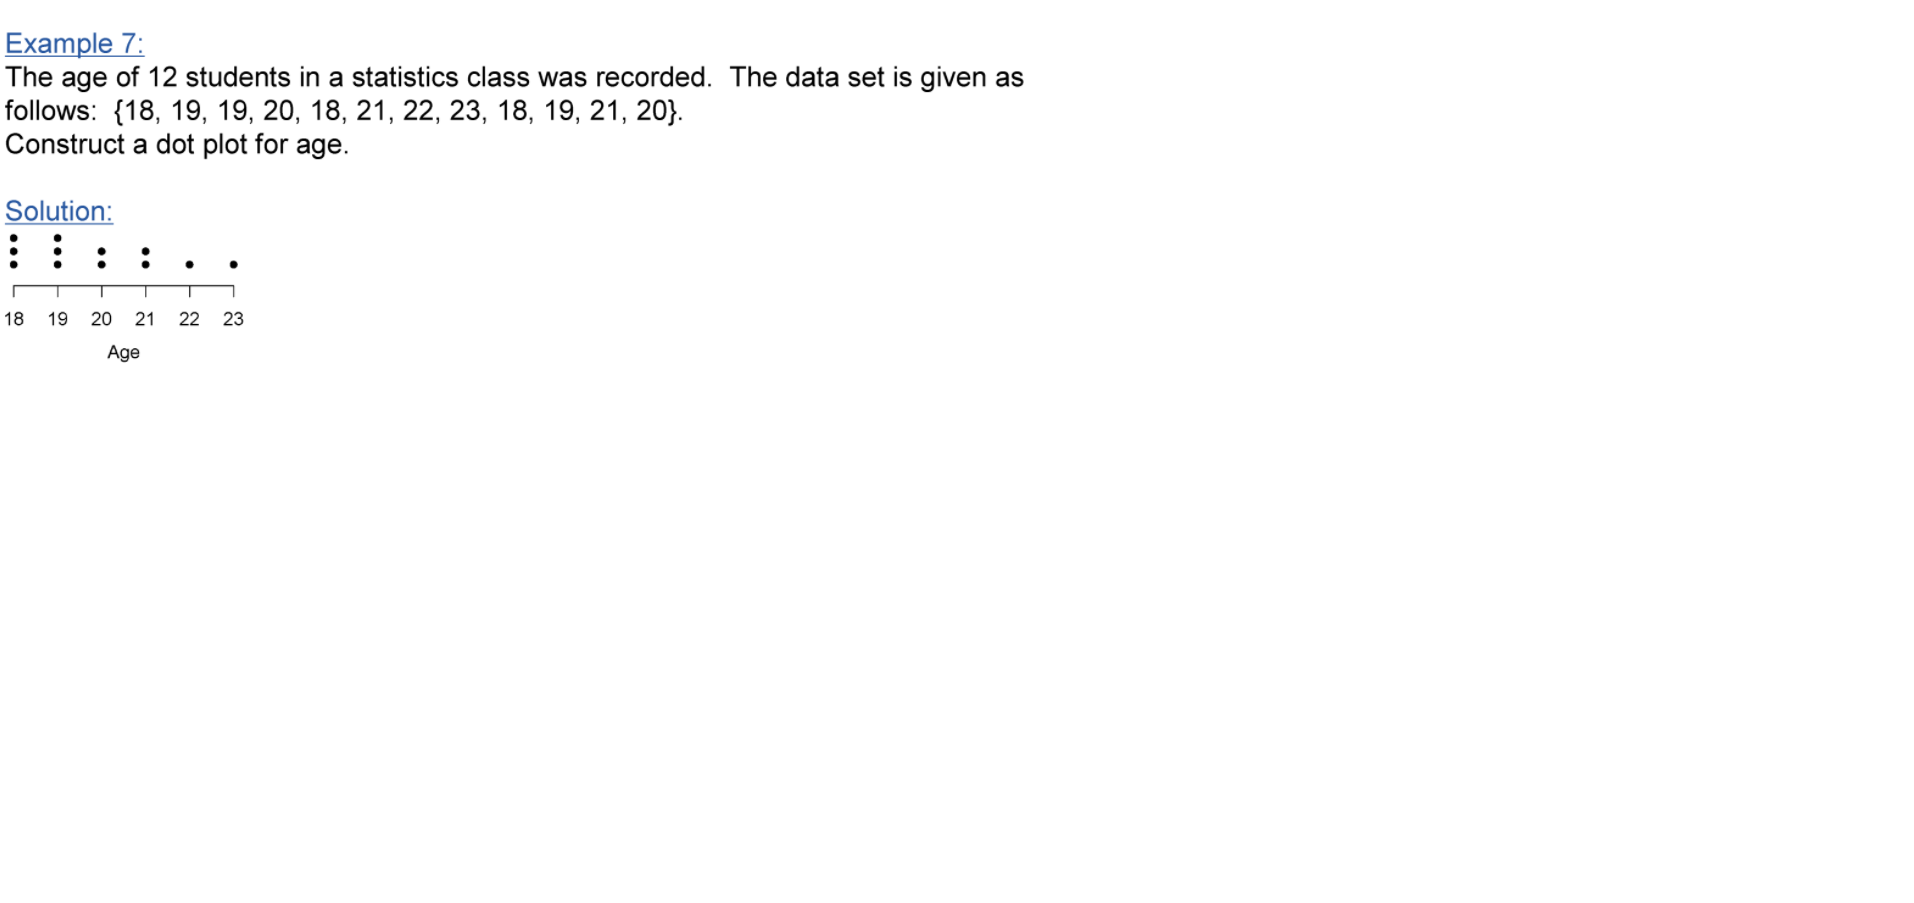 Example 7:
The age of 12 students in a statistics class was recorded.  The data set is given as
follows:  {18, 19, 19, 20, 18, 21, 22, 23, 18, 19, 21, 20}.
Construct a dot plot for age.
Solution:
18 19 20 21 22 23
Age